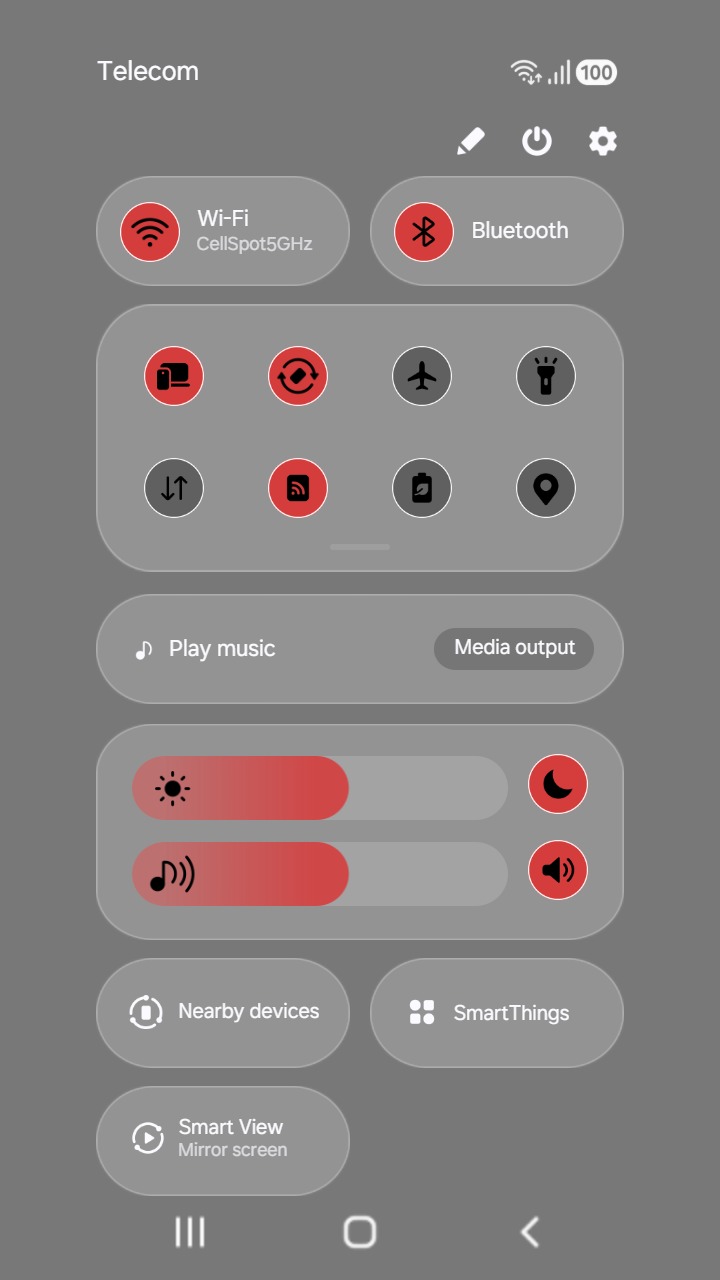 Telecom
100
Wi-Fi
CellSpot5GHz
Bluetooth
Play music
Media output
Nearby devices
SmartThings
Smart View
Mirror screen